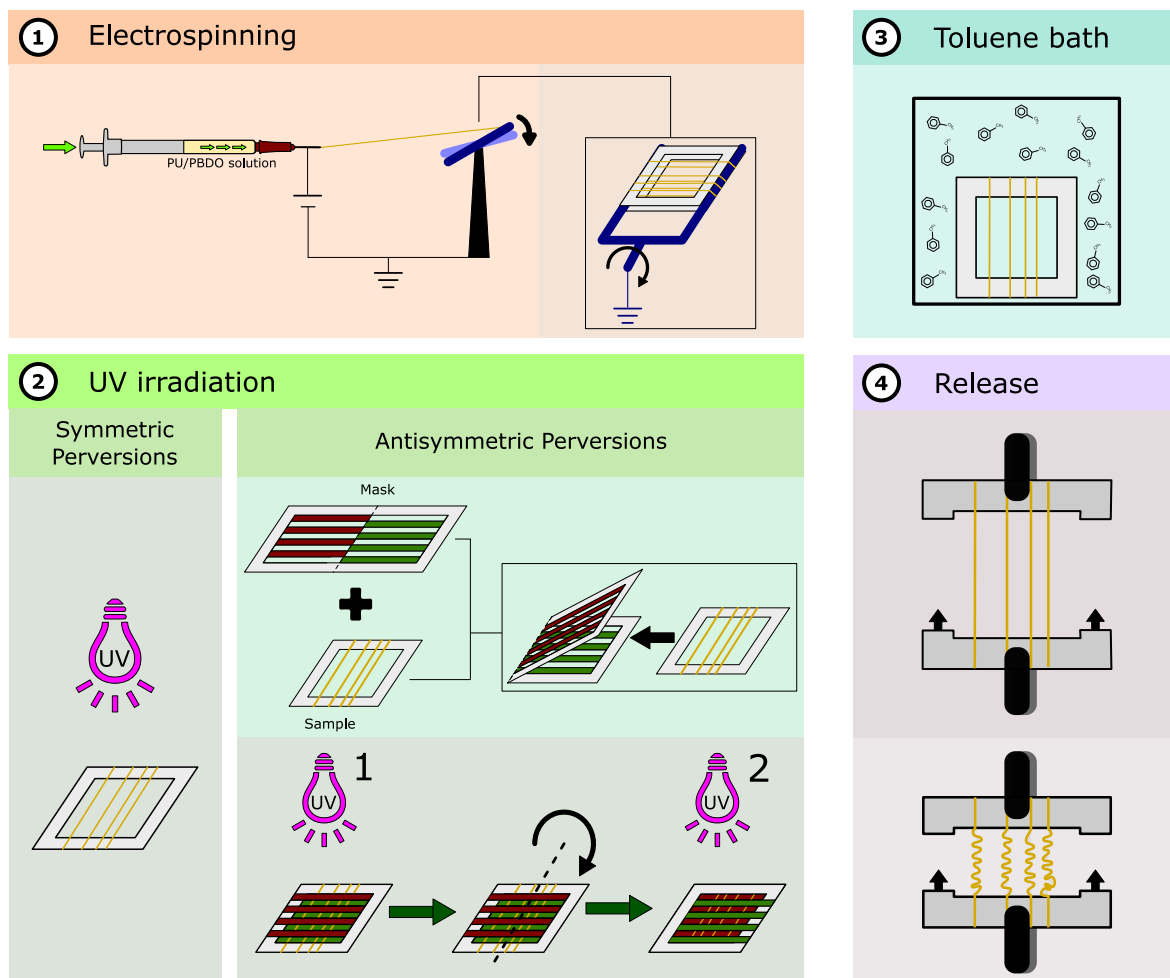 1 Electrospinning
PU/PBDO solution
2 UV irradiation
Symmetric
Perversions
UV
Antisymmetric Perversions
Mask
Sample
UV 1
UV 2
3 Toluene bath
4 Release